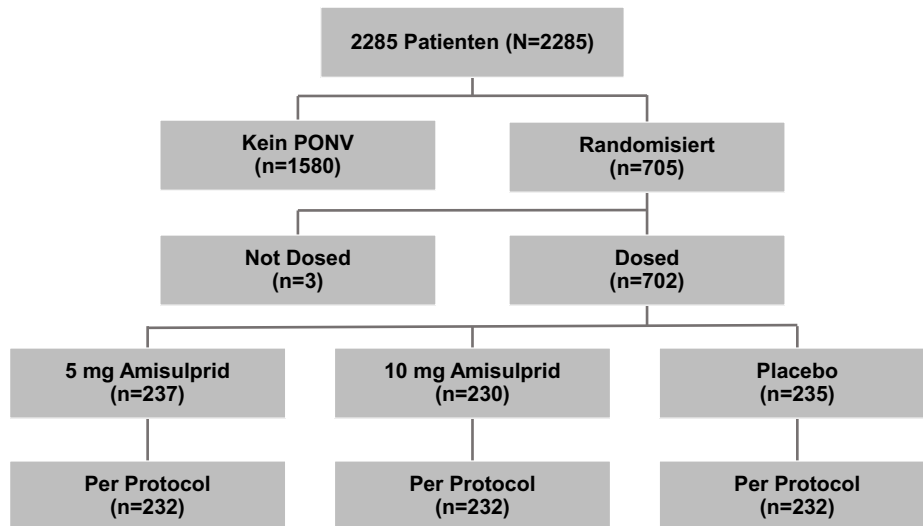 2285 Patienten (N=2285)
Kein PONV
(n=1580)
Randomisiert
(n=705)
Not Dosed
(n=3)
Dosed
(n=702)
5 mg Amisulprid
(n=237)
10 mg Amisulprid
(n=230)
Placebo
(n=235)
Per Protocol
(n=232)
Per Protocol
(n=232)
Per Protocol
(n=232)